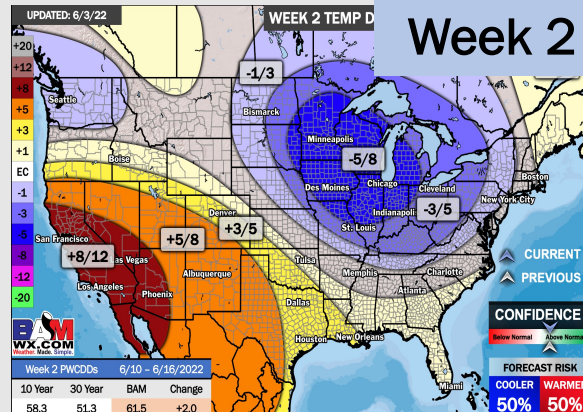 UPDATED: 6/3/22
WEEK 2 TEMP D
Week 2
+20
+12
+8
+5
+3
+1
EC
-1
-3
-5
-8
-12
-20
-1/3
Seattle
Bismarck
Minneapolis
-5/8
Boise
Boston
Des Moines
Chicago
Cleveland
New York City
Denver
Indianapoli
-3/5
St. Louis
San Francisco
+5/8
+3/5
+8/12
as Vegas
Tulsa
Albuquerque
Memphis
Charlotte
Los Angeles
Phoenix
Atlanta
Dallas
Houston
New Orleans
Miami
CURRENT
PREVIOUS
CONFIDENCE
Below Normal
Above Norma
FORECAST RISK
COOLER
WARME
50%
50%
BAM
WX.COM
Weather. Made. Simple.
Week 2 PWCDDs 6/10 – 6/16/2022
10 Year 30 Year BAM Change
58.3 51.3 61.5 +2.0